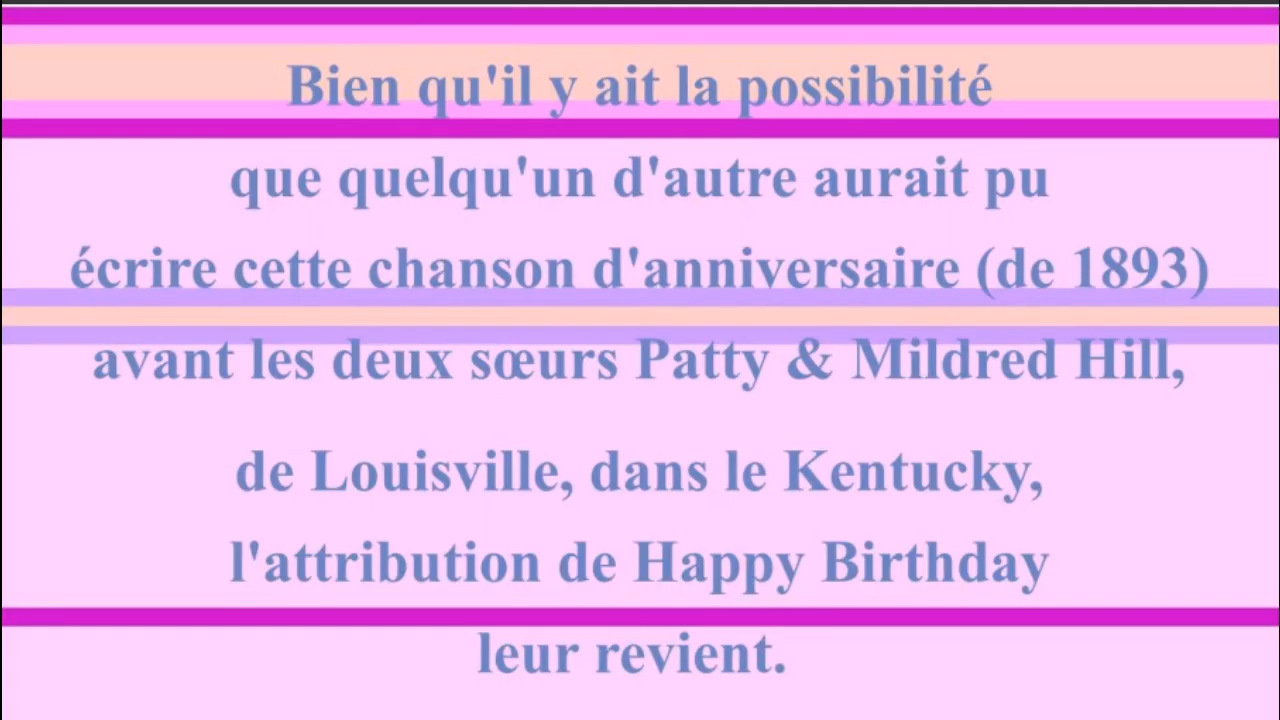 Bien qu'il y ait la possibilité
que quelqu'un d'autre aurait pu
écrire cette chanson d'anniversaire (de 1893)
avant les deux sœurs Patty & Mildred Hill,
de Louisville, dans le Kentucky,
l'attribution de Happy Birthday
leur revient.